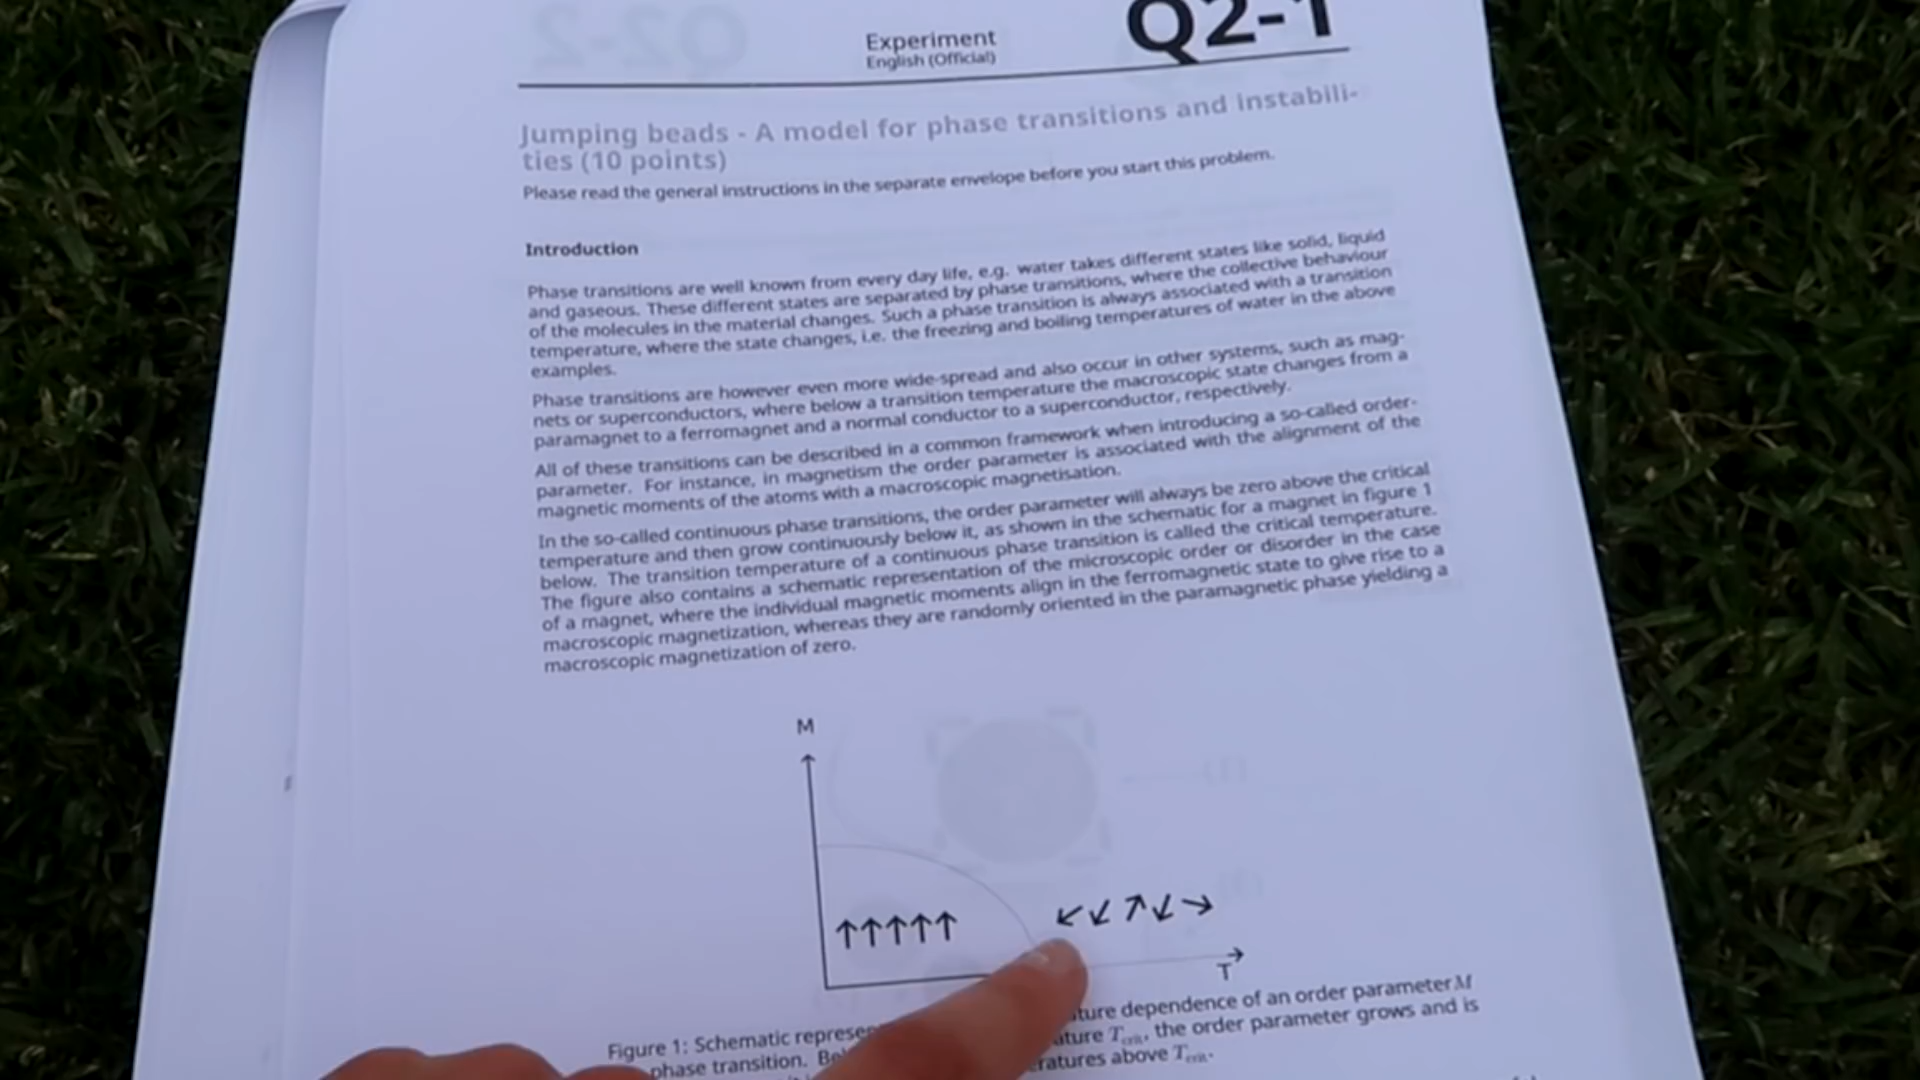 Experiment
English (Official)
Q2-1
Jumping beads - A model for phase transitions and instabili-
ties (10 points)
Please read the general instructions in the separate envelope before you start this problem.
Introduction
Phase transitions are well known from every day life, e.g. water takes different states like solid, liquid
and gaseous. These different states are separated by phase transitions, where the collective behaviour
of the molecules in the material changes. Such a phase transition is always associated with a transition
temperature, where the state changes, i.e. the freezing and boiling temperatures of water in the above
examples.
Phase transitions are however even more wide-spread and also occur in other systems, such as mag-
nets or superconductors, where below a transition temperature the macroscopic state changes from a
paramagnet to a ferromagnet and a normal conductor to a superconductor, respectively.
All of these transitions can be described in a common framework when introducing a so-called order-
parameter. For instance, in magnetism the order parameter is associated with the alignment of the
magnetic moments of the atoms with a macroscopic magnetisation.
In the so-called continuous phase transitions, the order parameter will always be zero above the critical
temperature and then grow continuously below it, as shown in the schematic for a magnet in figure 1
below. The transition temperature of a continuous phase transition is called the critical temperature.
The figure also contains a schematic representation of the microscopic order or disorder in the case
of a magnet, where the individual magnetic moments align in the ferromagnetic state to give rise to a
macroscopic magnetization, whereas they are randomly oriented in the paramagnetic phase yielding a
macroscopic magnetization of zero.
M
T
Figure 1: Schematic dependence of an order parameter M
phase transition. T_crit, the order parameter grows and is
above T_crit.